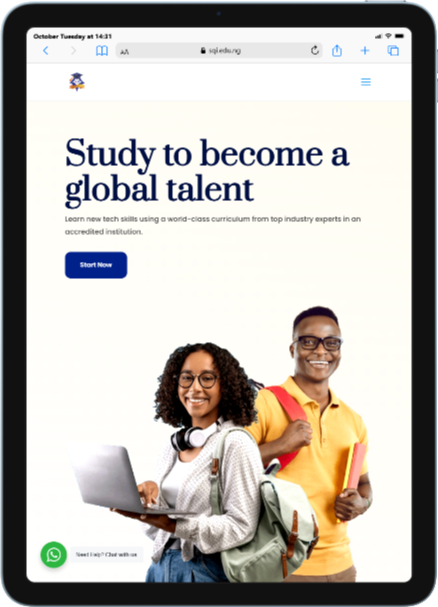 October Tuesday at 14:31
AA sqi.edu.ng
Study to become a
global talent
Learn new tech skills using a world-class curriculum from top industry experts in an
accredited institution.
Start Now
Need Help? Chat with us